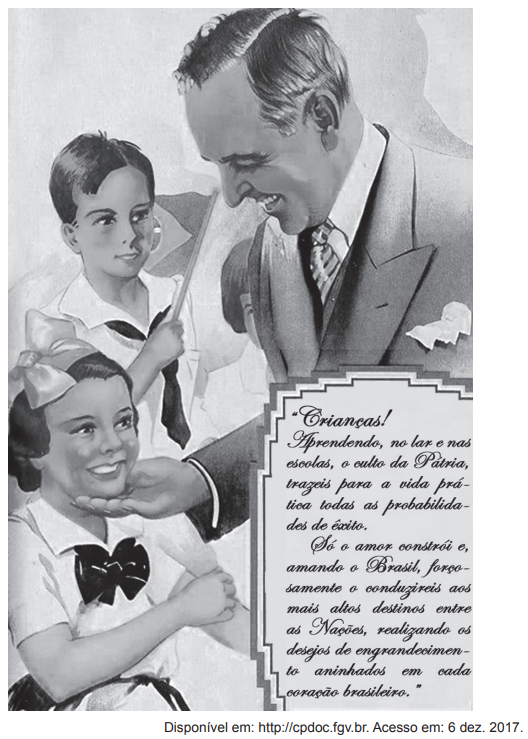 “Crianças!
Aprendendo, no lar e nas
escolas, o culto da Pátria,
trazeis para a vida prá-
tica todas as probabilida-
des de êxito.
Só o amor constrói e,
amando o Brasil, forço-
samente o conduzireis aos
mais altos destinos entre
as Nações, realizando os
desejos de engrandecimen-
to aninhados em cada
coração brasileiro.”
Disponível em: http://cpdoc.fgv.br. Acesso em: 6 dez. 2017.